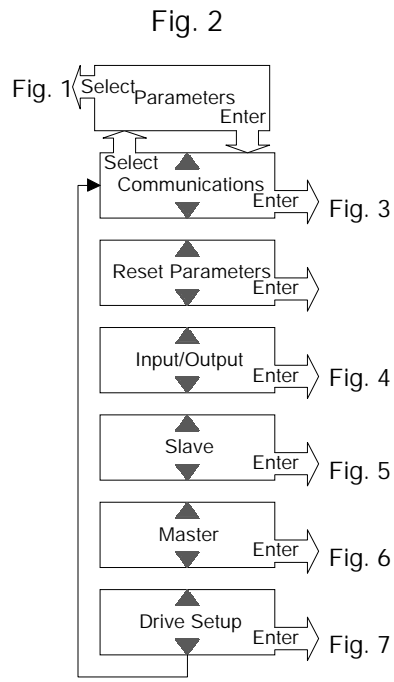 Fig. 2
Fig. 1
Select
Parameters
Enter
Select
Communications
Enter
Fig. 3
Reset Parameters
Enter
Input/Output
Enter
Fig. 4
Slave
Enter
Fig. 5
Master
Enter
Fig. 6
Drive Setup
Enter
Fig. 7